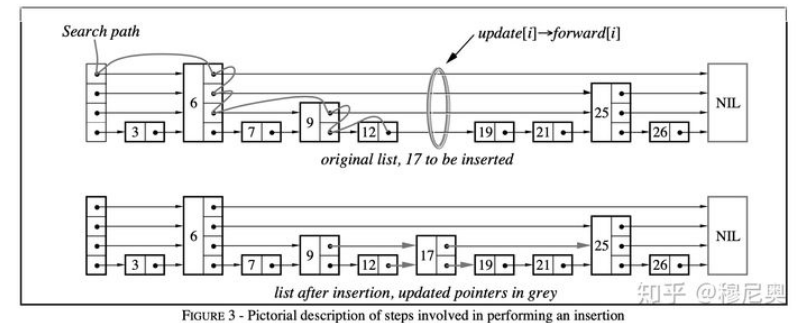 Search path
update[i]→forward[i]
6
NIL
25
9
3
7
12
19
21
26
original list, 17 to be inserted
6
NIL
25
9
17
3
7
12
19
21
26
list after insertion, updated pointers in grey
知乎 @穆尼奥
FIGURE 3 - Pictorial description of steps involved in performing an insertion